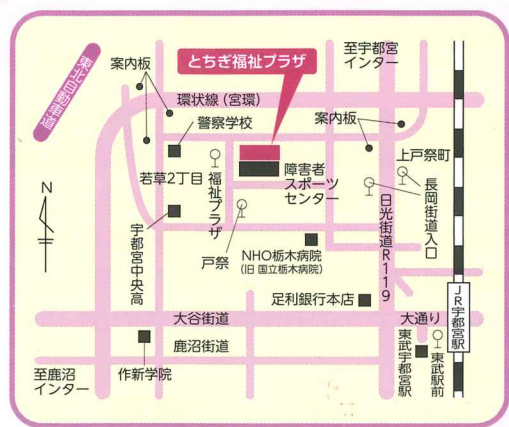 東北自動車道
案内板
とちぎ福祉プラザ
至宇都宮
インター
環状線(宮環)
警察学校
案内板
上戸祭町
若草2丁目
福祉プラザ
障害者
スポーツ
センター
長岡街道入口
日光街道R119
N
宇都宮中央高
戸祭
NHO栃木病院
(旧 国立栃木病院)
足利銀行本店
JR宇都宮駅
大谷街道
大通り
鹿沼街道
東武宇都宮駅
東武駅前
作新学院
至鹿沼
インター